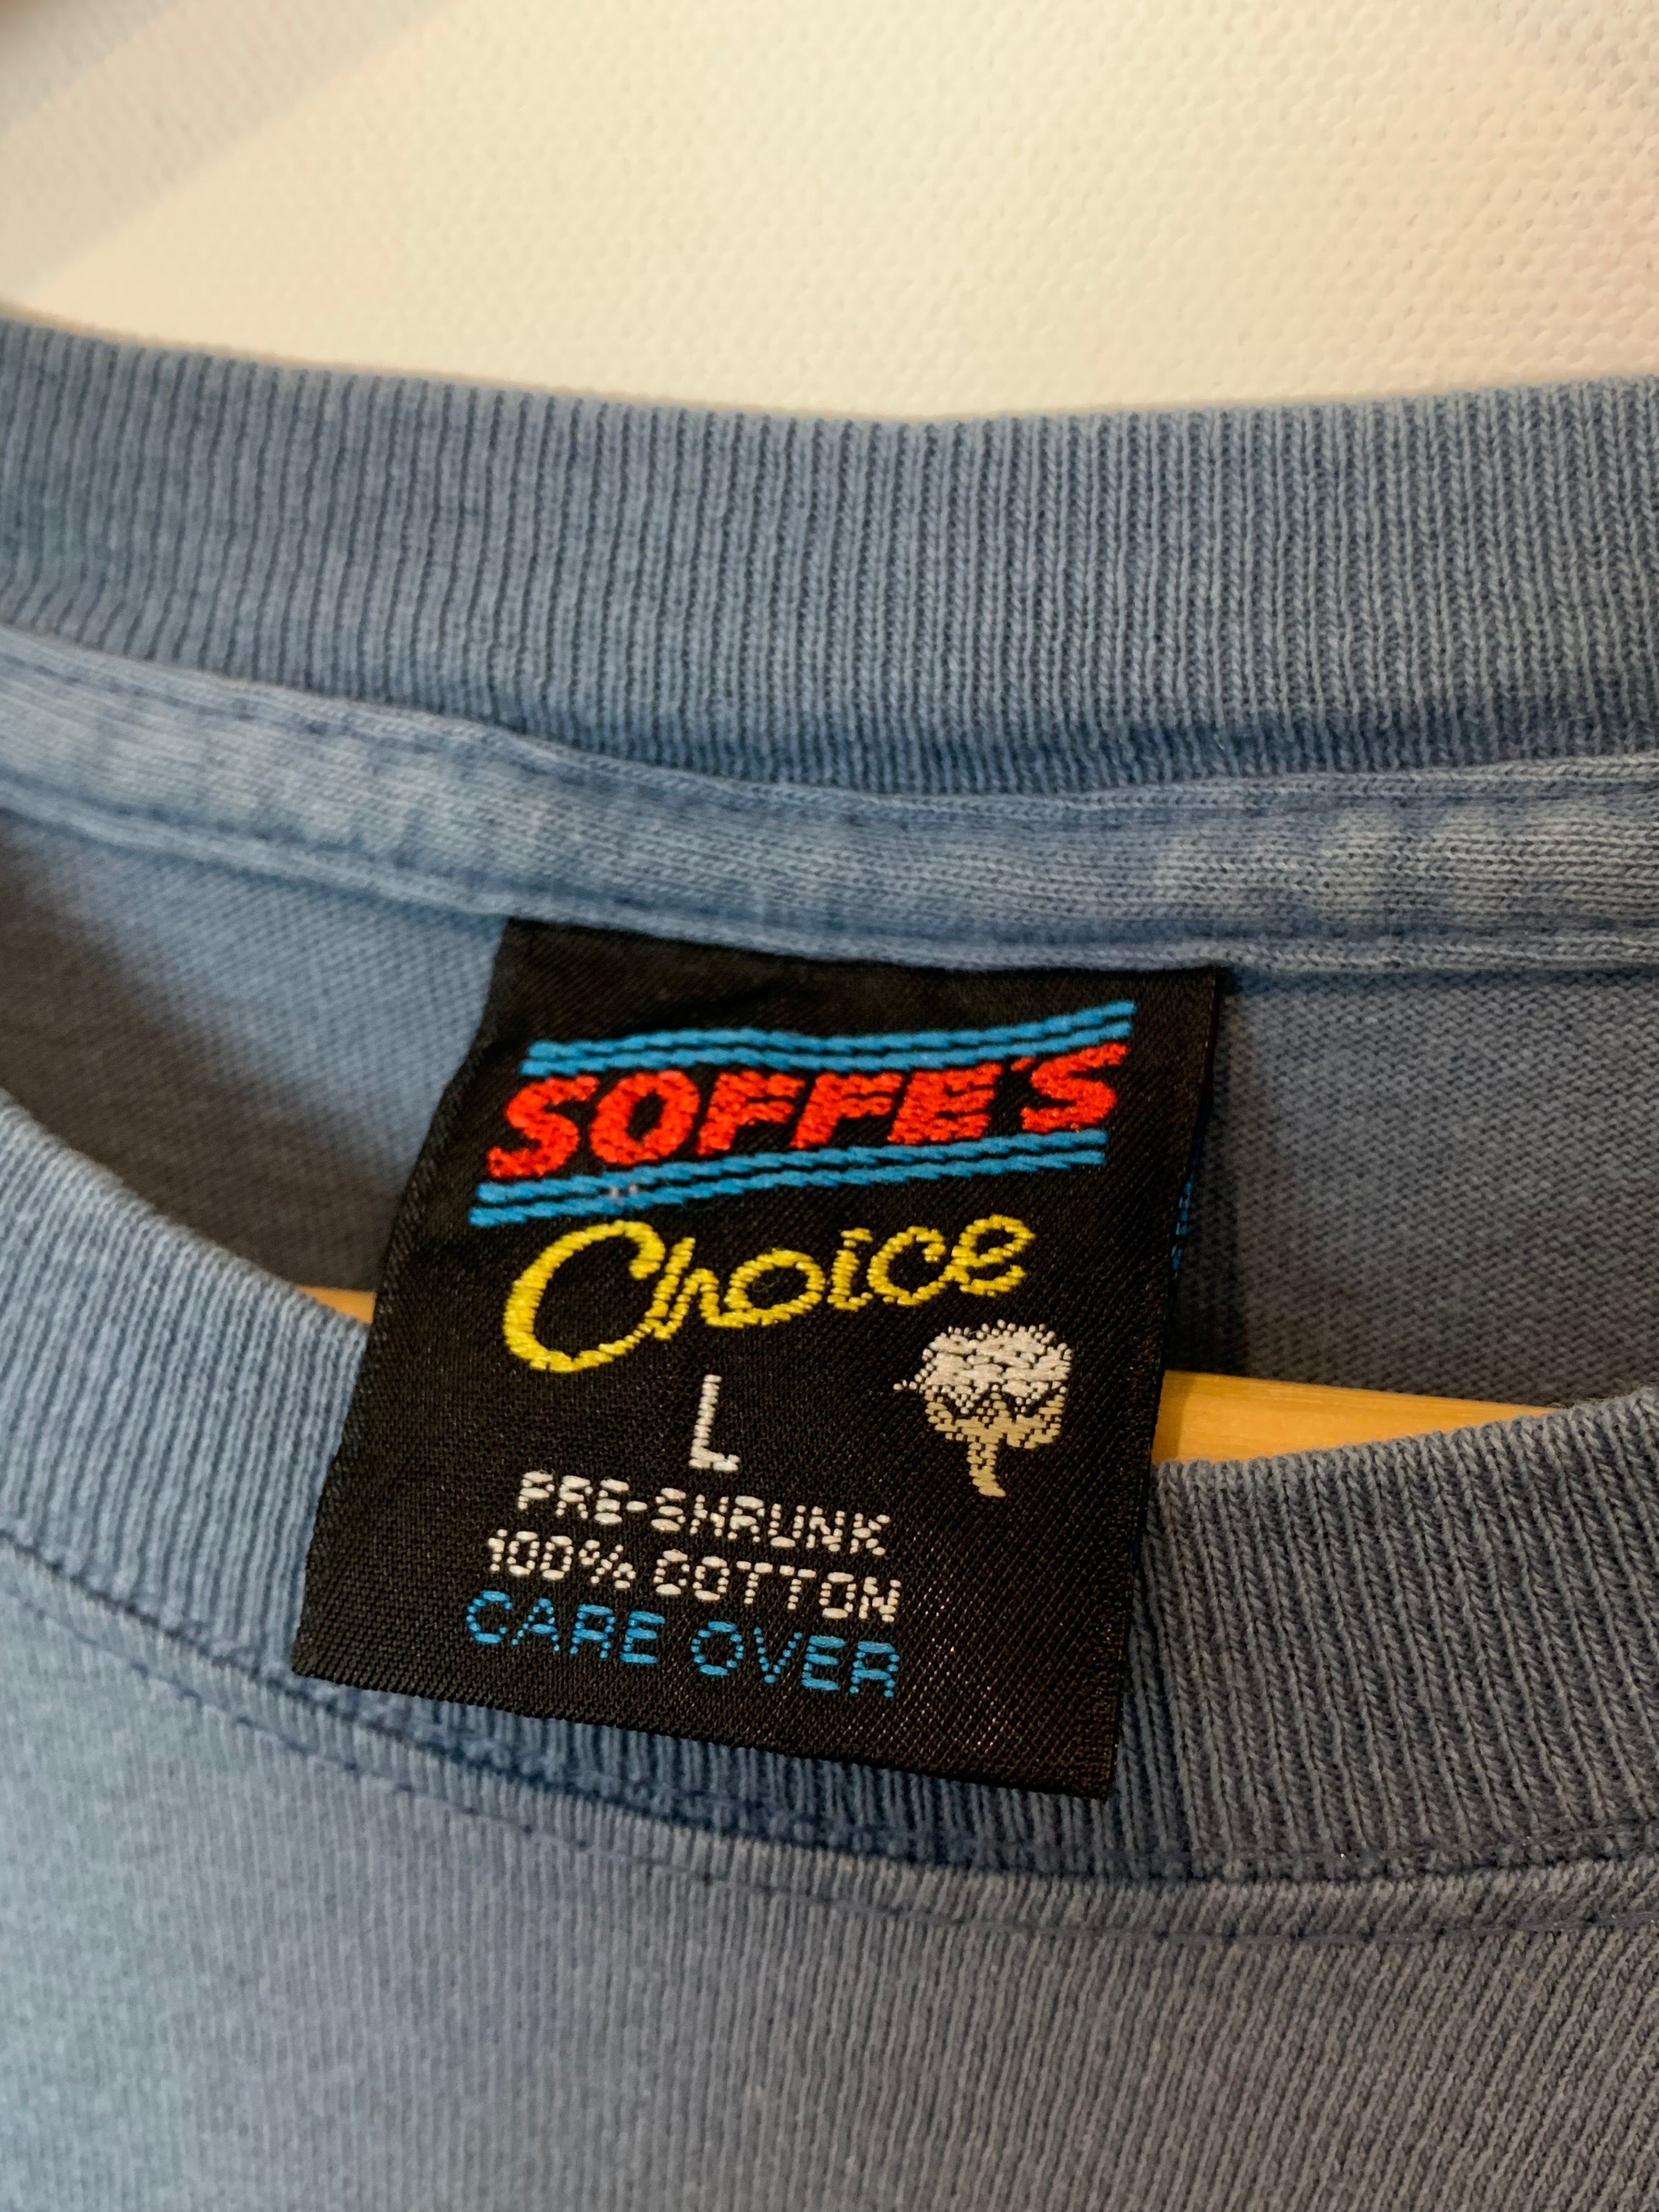 SOFFE'S
Choice
L
PRE-SHRUNK
100% COTTON
CARE OVER